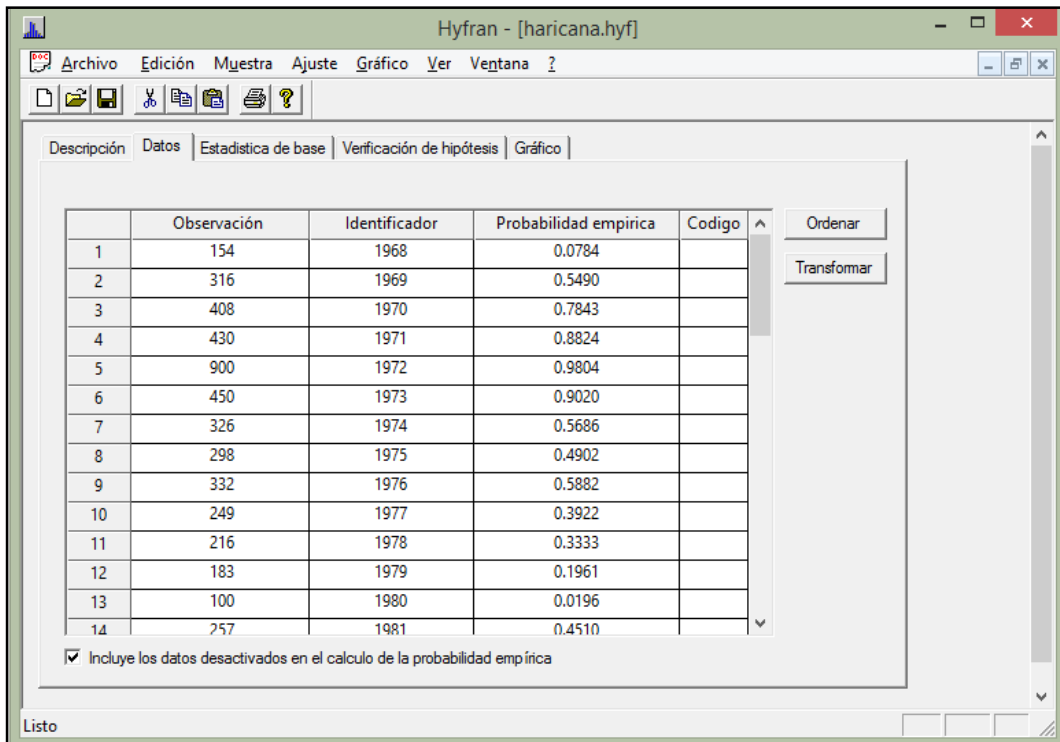 Hyfran - [haricana.hyf]
Archivo Edición Muestra Ajuste Gráfico Ver Ventana ?
Descripción Datos Estadistica de base Verificación de hipótesis Gráfico
Observación Identificador Probabilidad empirica Codigo Ordenar
1 154 1968 0.0784
Transformar
2 316 1969 0.5490
3 408 1970 0.7843
4 430 1971 0.8824
5 900 1972 0.9804
6 450 1973 0.9020
7 326 1974 0.5686
8 298 1975 0.4902
9 332 1976 0.5882
10 249 1977 0.3922
11 216 1978 0.3333
12 183 1979 0.1961
13 100 1980 0.0196
14 257 1981 0.4510
Incluye los datos desactivados en el calculo de la probabilidad empírica
Listo